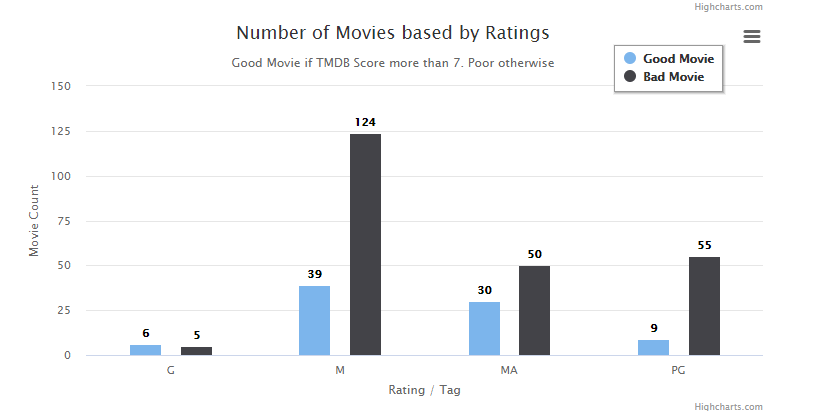 Highcharts.com
Number of Movies based by Ratings
Good Movie if TMDB Score more than 7. Poor otherwise
Good Movie
Bad Movie
Movie Count
150
125
100
75
50
25
0
6
5
39
124
30
50
9
55
G
M
MA
PG
Rating / Tag
Highcharts.com